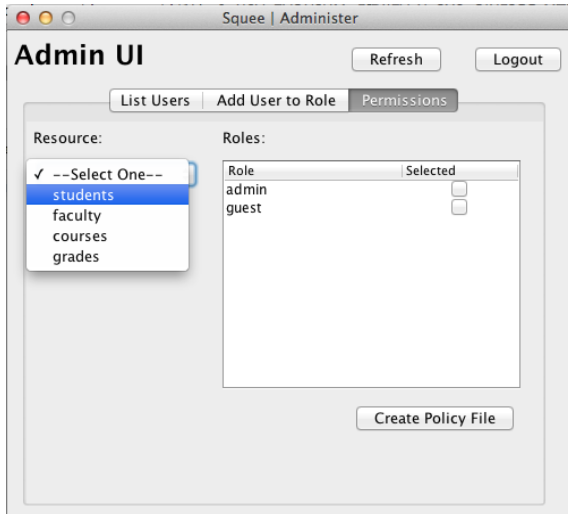 Squee | Administer
Admin UI
Refresh
Logout
List Users
Add User to Role
Permissions
Resource:
Roles:
✓ --Select One--
students
faculty
courses
grades
Role Selected
admin
guest
Create Policy File